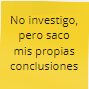 No investigo,
pero saco
mis propias
conclusiones